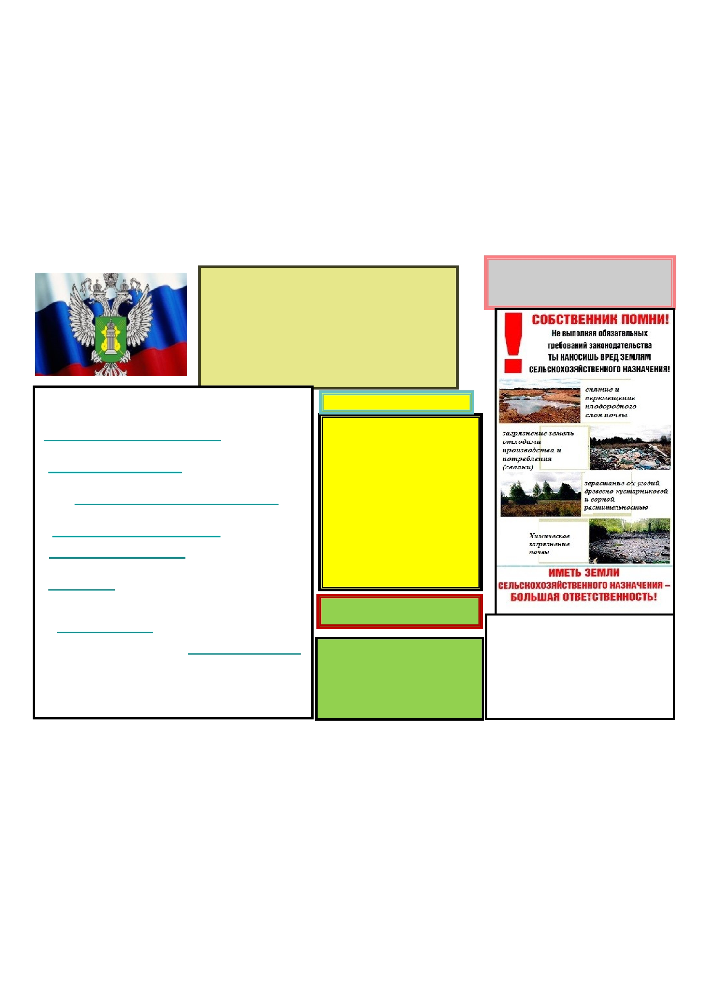 СОБСТВЕННИК ПОМНИ!
Не выполняя обязательных
требований законодательства
ТЫ НАНОСИШЬ ВРЕД ЗЕМЛЯМ
СЕЛЬСКОХОЗЯЙСТВЕННОГО НАЗНАЧЕНИЯ!
снятие и
перемещение
плодородного
слоя почвы
загрязнение земель
отходами
производства и
потребления
(свалки)
зарастание с/х угодий
древесно-кустарниковой
и сорной
растительностью
Химическое
загрязнение
почвы
ИМЕТЬ ЗЕМЛИ
СЕЛЬСКОХОЗЯЙСТВЕННОГО НАЗНАЧЕНИЯ –
БОЛЬШАЯ ОТВЕТСТВЕННОСТЬ!